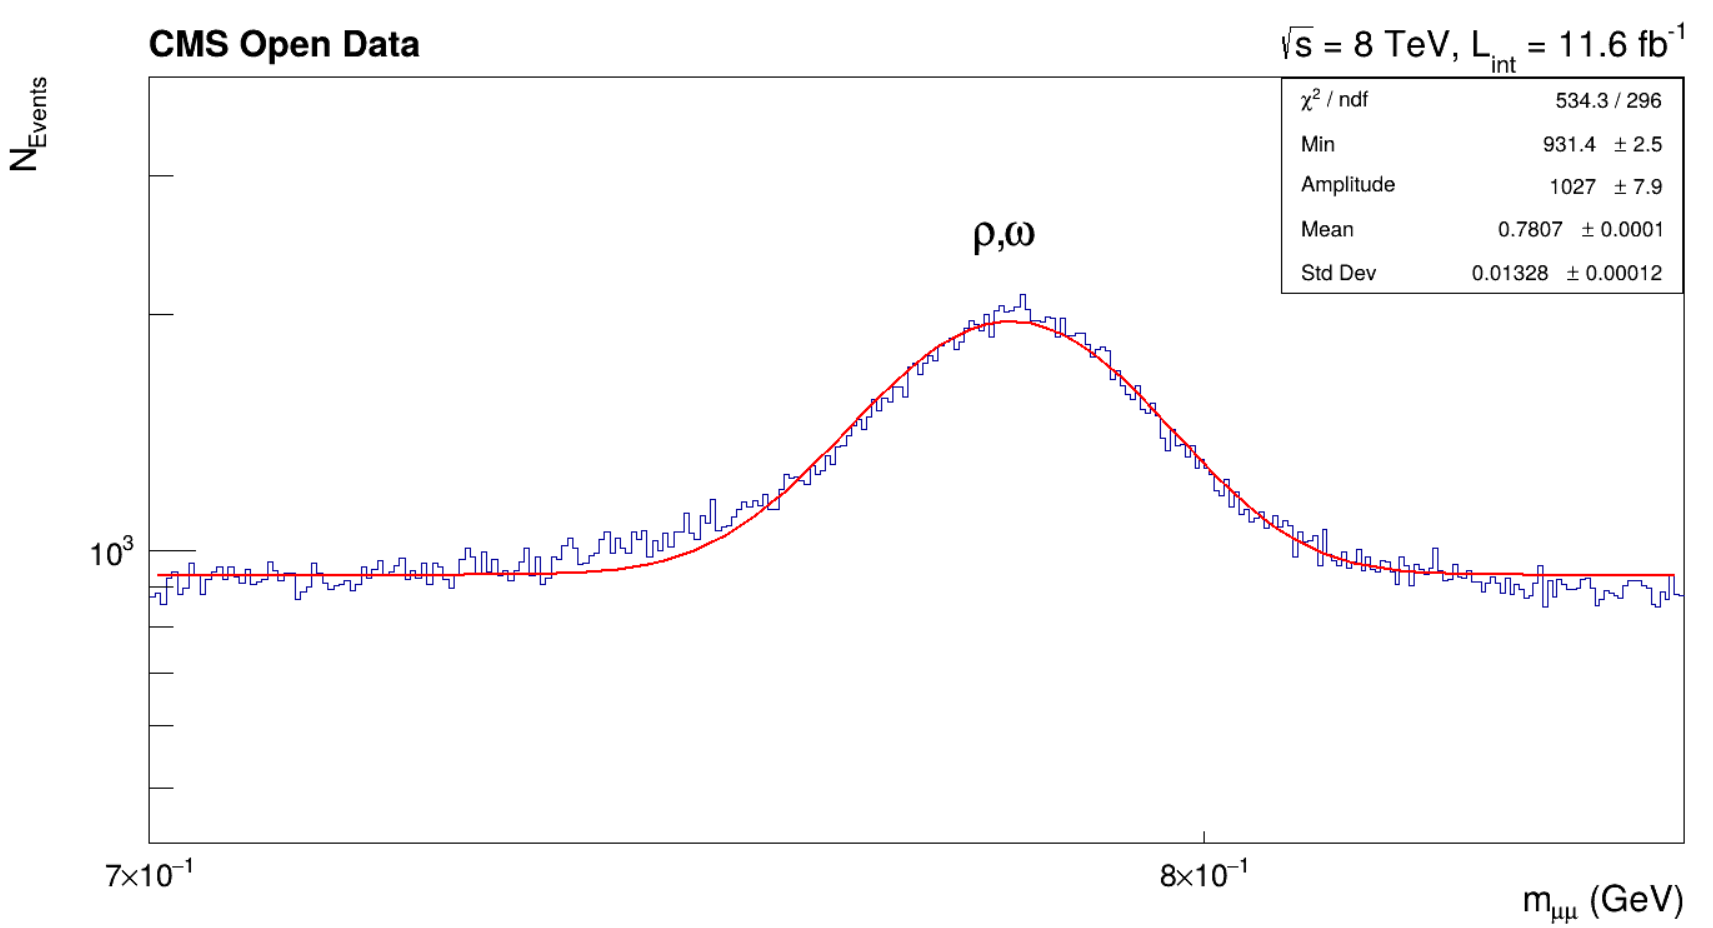 CMS Open Data
√s = 8 TeV, L_int = 11.6 fb⁻¹
N_Events
χ² / ndf 534.3 / 296
Min 931.4 ± 2.5
Amplitude 1027 ± 7.9
Mean 0.7807 ± 0.0001
Std Dev 0.01328 ± 0.00012
ρ,ω
10³
7×10⁻¹ 8×10⁻¹
m_μμ (GeV)